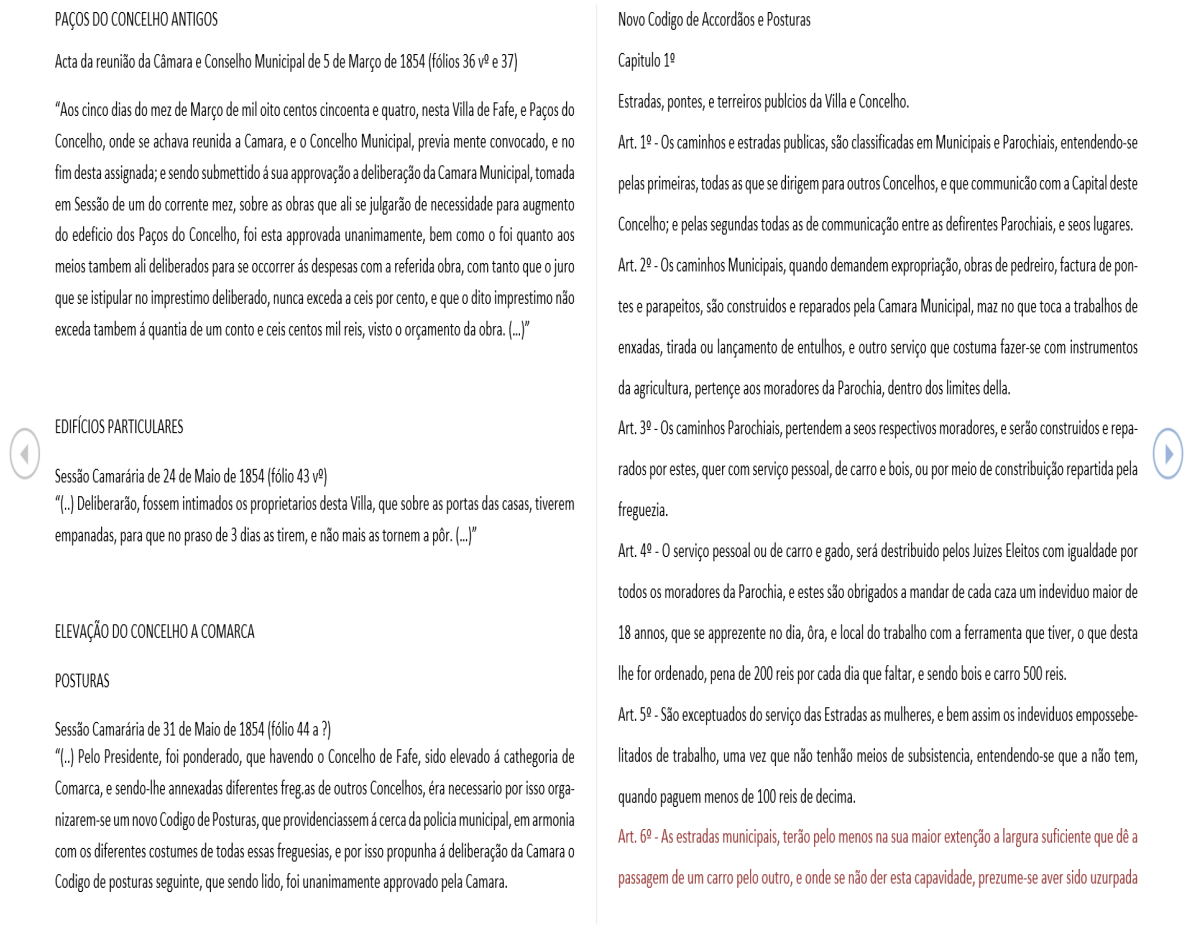 PAÇOS DO CONCELHO ANTIGOS
Acta da reunião da Câmara e Conselho Municipal de 5 de Março de 1854 (fólios 36 vº e 37)
“Aos cinco dias do mez de Março de mil oito centos cincoenta e quatro, nesta Villa de Fafe, e Paços do
Concelho, onde se achava reunida a Camara, e o Concelho Municipal, previa mente convocado, e no
fim desta assignada; e sendo submettido á sua approvação a deliberação da Camara Municipal, tomada
em Sessão de um do corrente mez, sobre as obras que ali se julgarão de necessidade para augmento
do edeficio dos Paços do Concelho, foi esta approvada unanimamente, bem como o foi quanto aos
meios tambem ali deliberados para se occorrer ás despesas com a referida obra, com tanto que o juro
que se istipular no imprestimo deliberado, nunca exceda a ceis por cento, e que o dito imprestimo não
exceda tambem á quantia de um conto e ceis centos mil reis, visto o orçamento da obra. (...)”
EDIFÍCIOS PARTICULARES
Sessão Camarária de 24 de Maio de 1854 (fólio 43 vº)
“(..) Deliberarão, fossem intimados os proprietarios desta Villa, que sobre as portas das casas, tiverem
empanadas, para que no praso de 3 dias as tirem, e não mais as tornem a pôr. (...)”
ELEVAÇÃO DO CONCELHO A COMARCA
POSTURAS
Sessão Camarária de 31 de Maio de 1854 (fólio 44 a ?)
“(..) Pelo Presidente, foi ponderado, que havendo o Concelho de Fafe, sido elevado á cathegoria de
Comarca, e sendo-lhe annexadas diferentes freg.as de outros Concelhos, éra necessario por isso orga-
nizarem-se um novo Codigo de Posturas, que providenciassem á cerca da policia municipal, em armonia
com os diferentes costumes de todas essas freguesias, e por isso propunha á deliberação da Camara o
Codigo de posturas seguinte, que sendo lido, foi unanimamente approvado pela Camara.
Novo Codigo de Accordãos e Posturas
Capitulo 1º
Estradas, pontes, e terreiros publcios da Villa e Concelho.
Art. 1º - Os caminhos e estradas publicas, são classificadas em Municipais e Parochiais, entendendo-se
pelas primeiras, todas as que se dirigem para outros Concelhos, e que communicão com a Capital deste
Concelho; e pelas segundas todas as de communicação entre as defirentes Parochiais, e seos lugares.
Art. 2º - Os caminhos Municipais, quando demandem expropriação, obras de pedreiro, factura de pon-
tes e parapeitos, são construidos e reparados pela Camara Municipal, maz no que toca a trabalhos de
enxadas, tirada ou lançamento de entulhos, e outro serviço que costuma fazer-se com instrumentos
da agricultura, pertençe aos moradores da Parochia, dentro dos limites della.
Art. 3º - Os caminhos Parochiais, pertendem a seos respectivos moradores, e serão construidos e repa-
rados por estes, quer com serviço pessoal, de carro e bois, ou por meio de constribuição repartida pela
freguezia.
Art. 4º - O serviço pessoal ou de carro e gado, será destribuido pelos Juizes Eleitos com igualdade por
todos os moradores da Parochia, e estes são obrigados a mandar de cada caza um indeviduo maior de
18 annos, que se apprezente no dia, ôra, e local do trabalho com a ferramenta que tiver, o que desta
lhe for ordenado, pena de 200 reis por cada dia que faltar, e sendo bois e carro 500 reis.
Art. 5º - São exceptuados do serviço das Estradas as mulheres, e bem assim os indeviduos empossebe-
litados de trabalho, uma vez que não tenhão meios de subsistencia, entendendo-se que a não tem,
quando paguem menos de 100 reis de decima.
Art. 6º - As estradas municipais, terão pelo menos na sua maior extenção a largura suficiente que dê a
passagem de um carro pelo outro, e onde se não der esta capavidade, prezume-se aver sido uzurpada